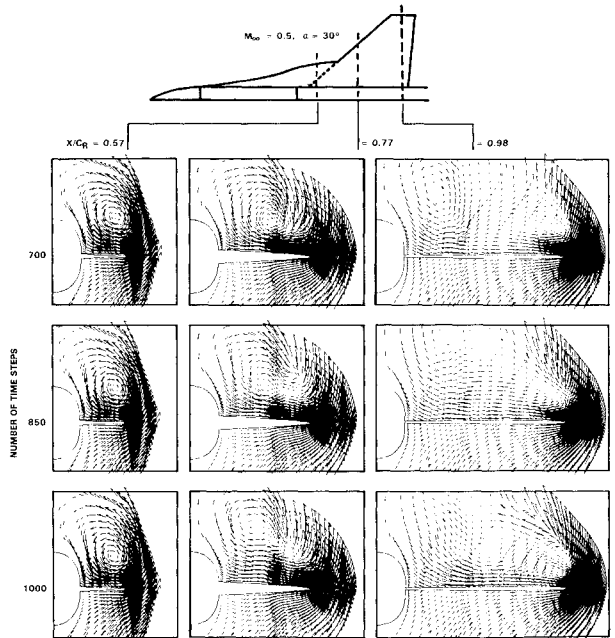 M∞ = 0.5, α = 30°
X/CR = 0.57
= 0.77
= 0.98
NUMBER OF TIME STEPS
700
850
1000